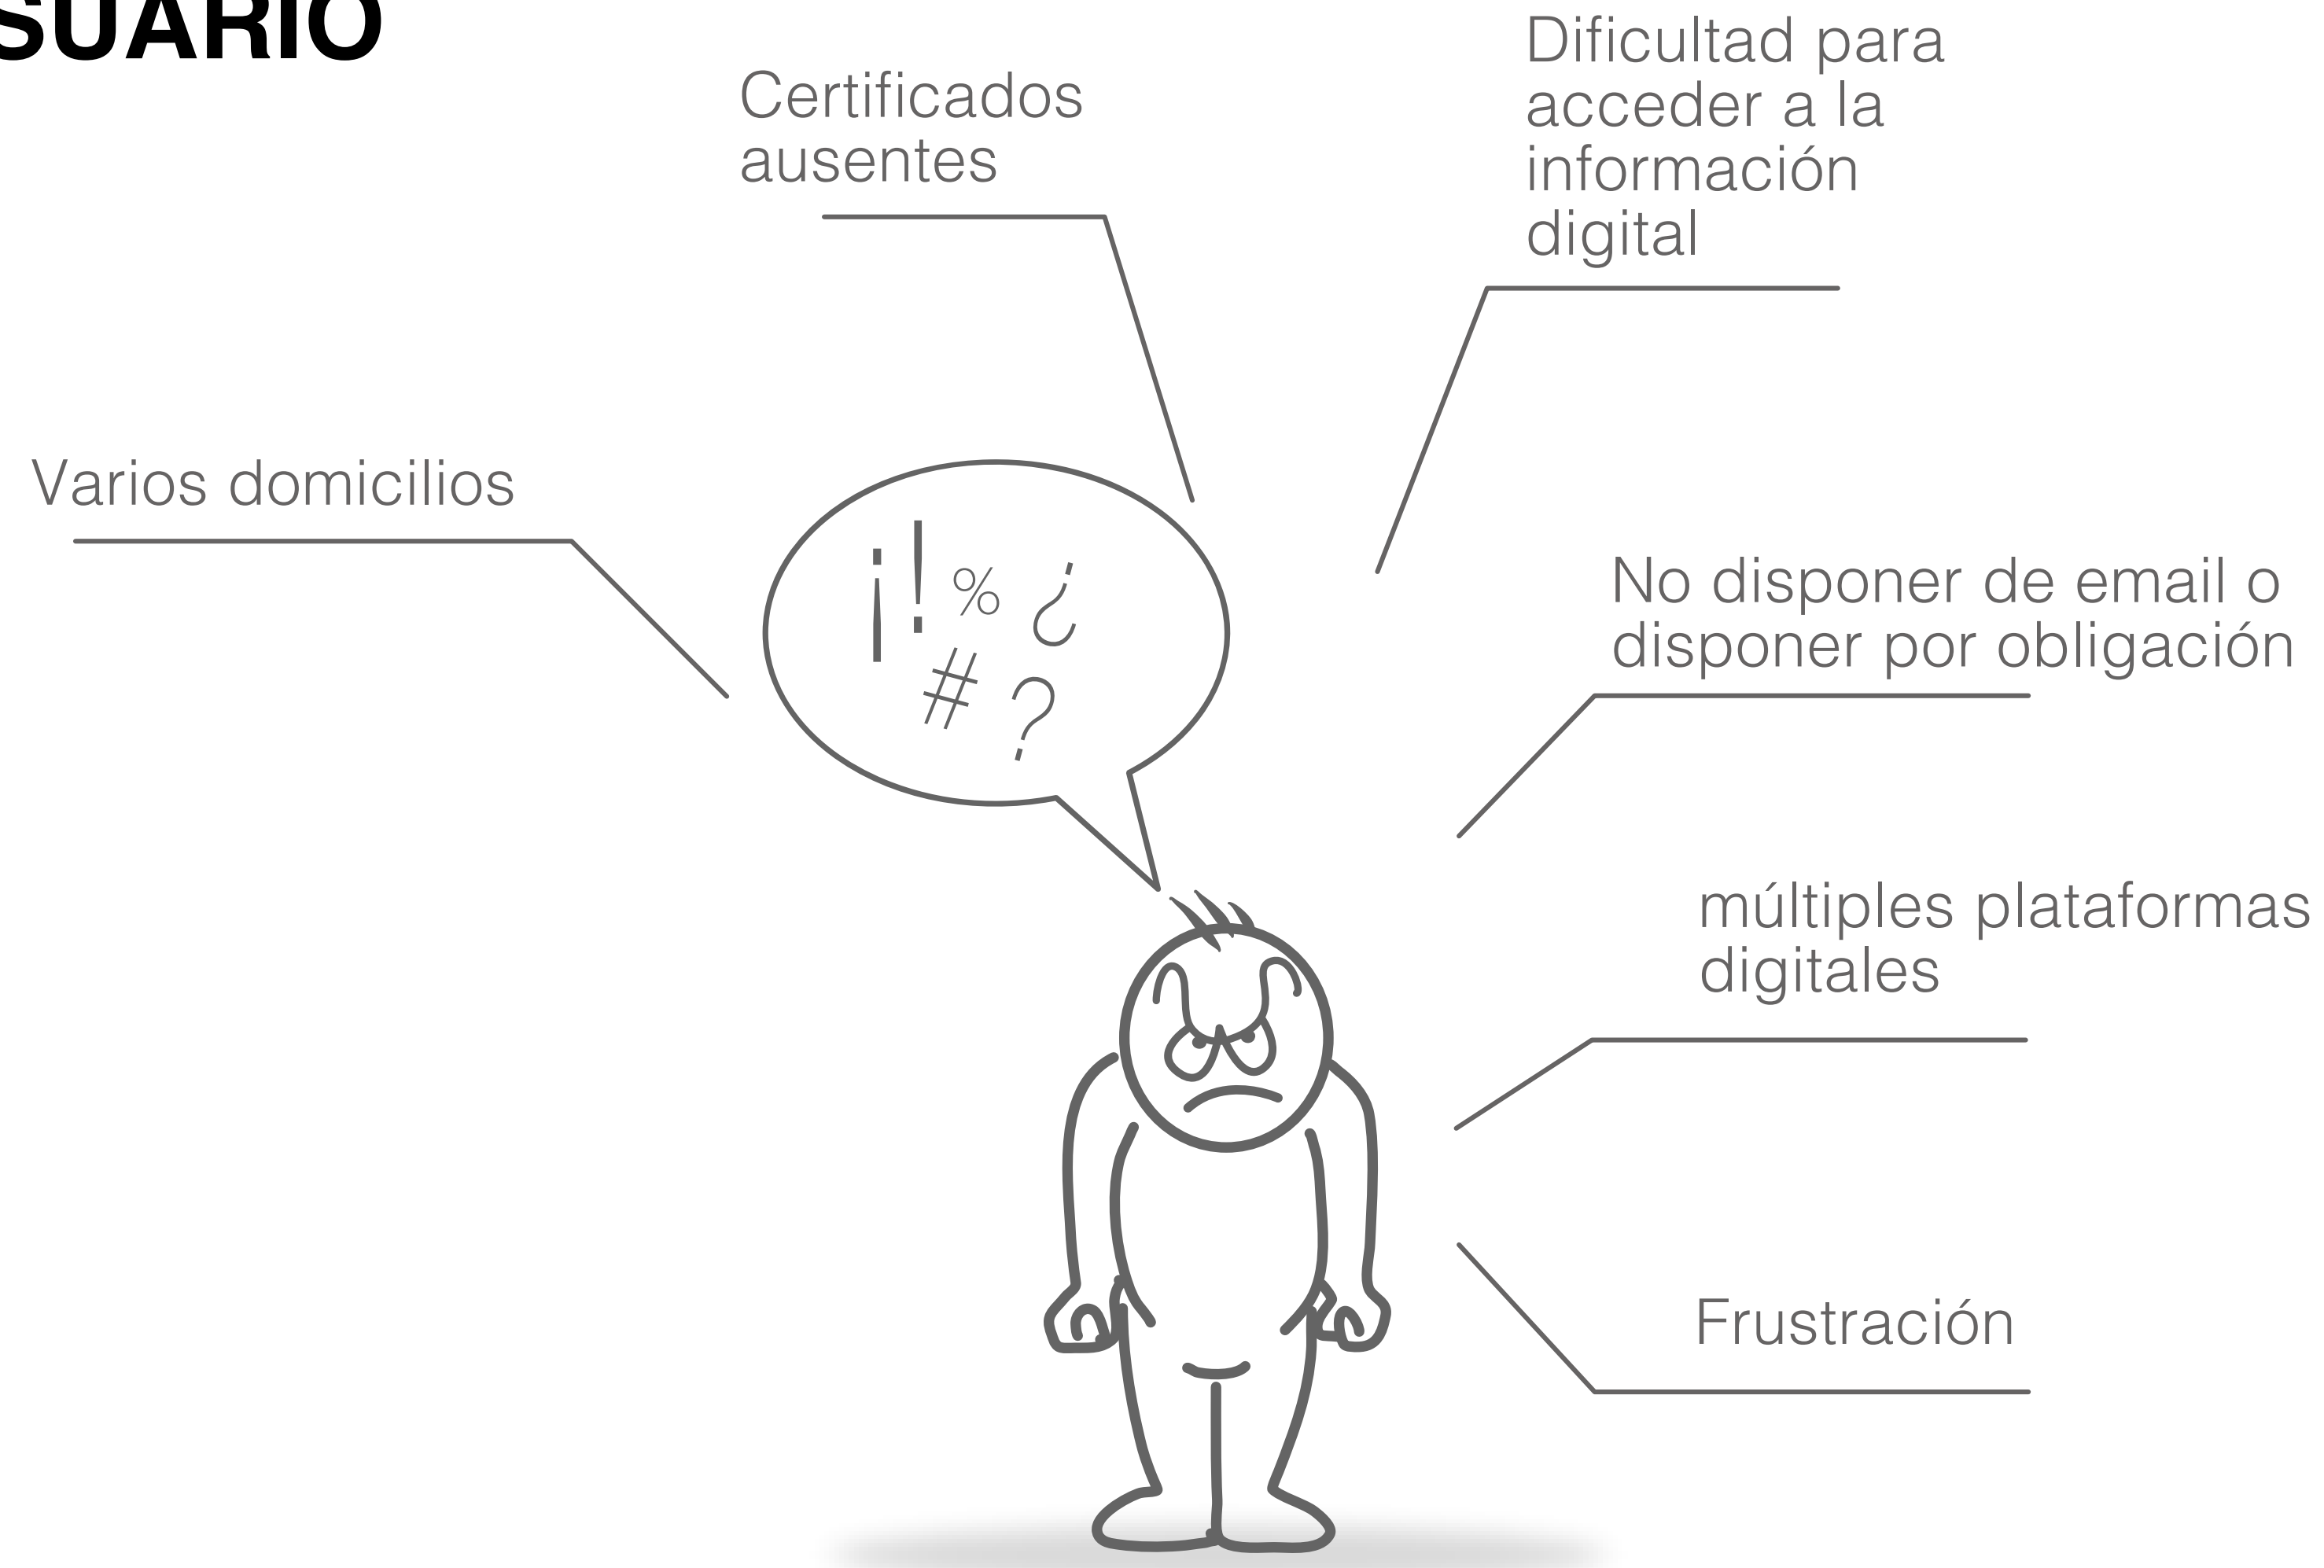 SUARIO
Certificados
ausentes
Dificultad para
acceder a la
información
digital
Varios domicilios
¡! % ¿
# ?
No disponer de email o
disponer por obligación
múltiples plataformas
digitales
Frustración